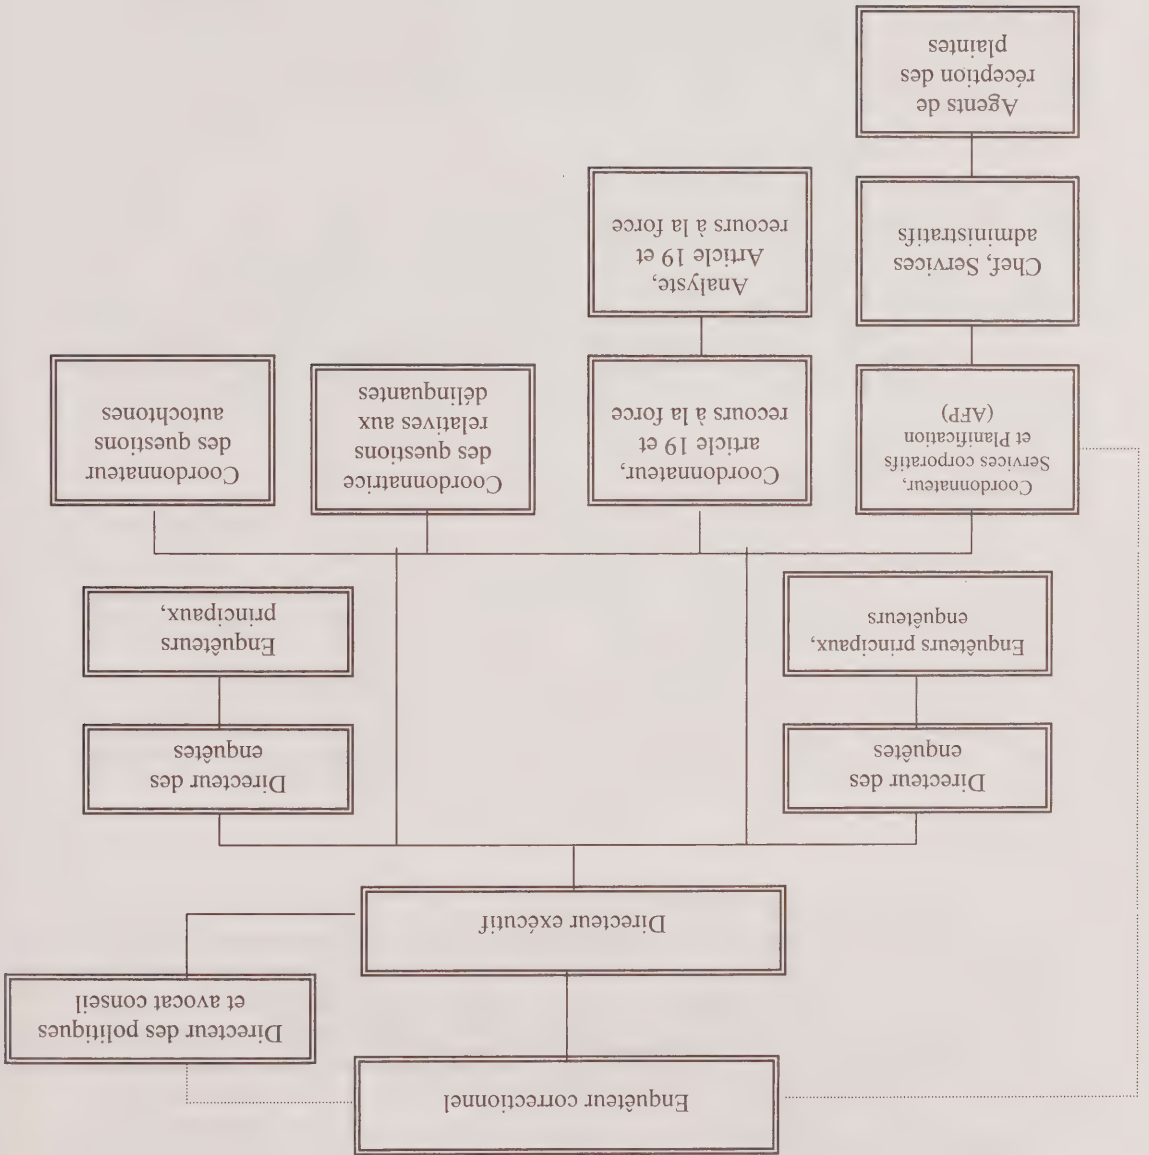 Enquêteur correctionnel
Directeur des politiques
et avocat conseil
Directeur exécutif
Directeur des
enquêtes
Directeur des
enquêtes
Enquêteurs principaux,
enquêteurs
Enquêteurs
principaux,
Coordonnateur,
Services corporatifs
et Planification
(AFP)
Coordonnateur,
article 19 et
recours à la force
Coordonnatrice
des questions
relatives aux
délinquantes
Coordonnateur
des questions
autochtones
Chef, Services
administratifs
Analyste,
Article 19 et
recours à la force
Agents de
réception des
plaintes